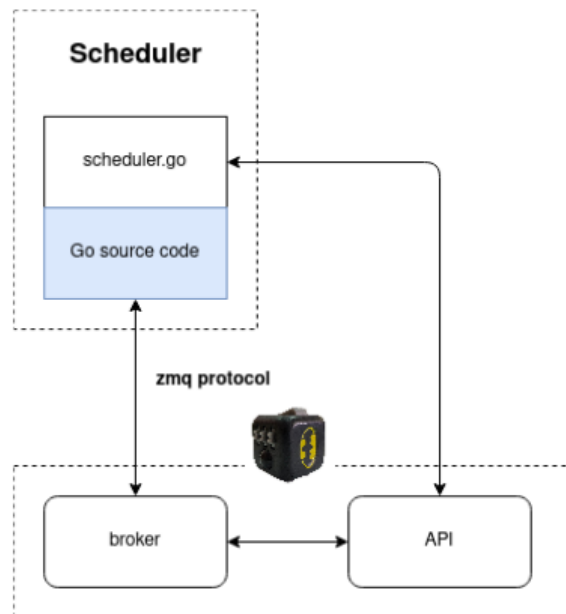 Scheduler
scheduler.go
Go source code
zmq protocol
broker
API